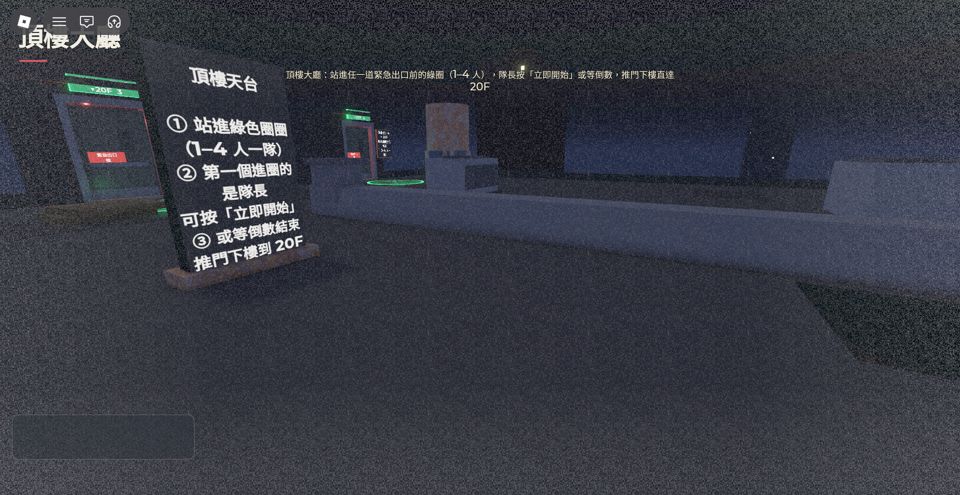 頂樓大廳
頂樓大廳：站進任一道緊急出口前的綠圈（1–4 人），隊長按「立即開始」或等倒數，推門下樓直達
20F
頂樓天台
① 站進綠色圈圈
（1–4 人一隊）
② 第一個進圈的
是隊長
可按「立即開始」
③ 或等倒數結束
推門下樓到 20F
緊急出口